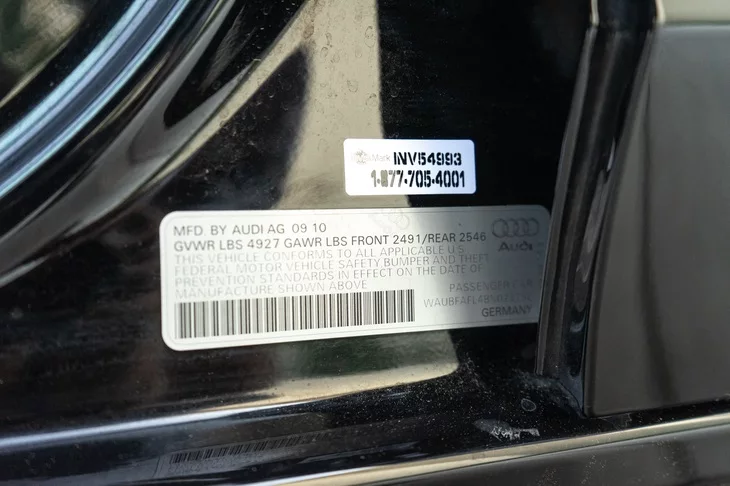 Mark INV54993
1-877-705-4001
MFD. BY AUDI AG 09 10
GVWR LBS 4927 GAWR LBS FRONT 2491/REAR 2546
THIS VEHICLE CONFORMS TO ALL APPLICABLE U.S.
FEDERAL MOTOR VEHICLE SAFETY BUMPER AND THEFT
PREVENTION STANDARDS IN EFFECT ON THE DATE OF
MANUFACTURE SHOWN ABOVE
Audi
PASSENGER CAR
GERMANY